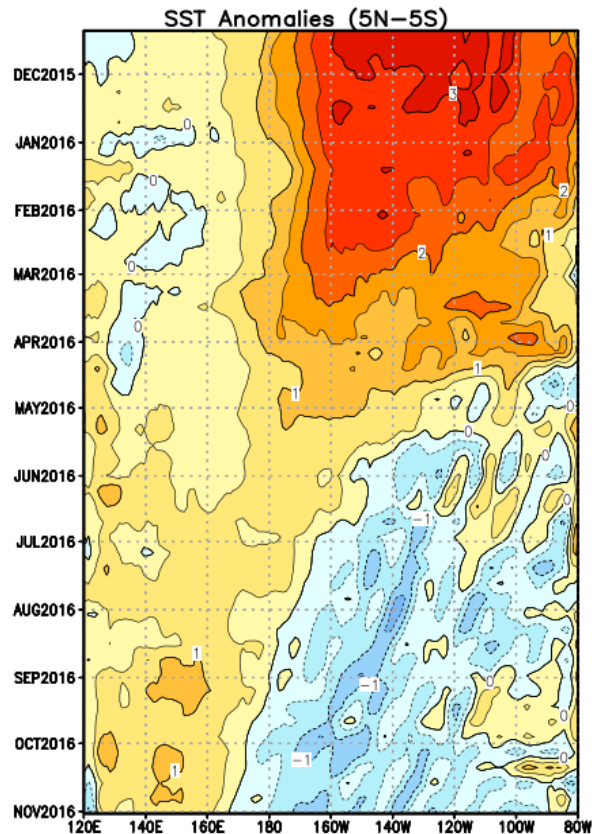 SST Anomalies (5N−5S)
DEC2015
3
0
JAN2016
0
2
FEB2016
1
2
0
MAR2016
0
APR2016
1
1
MAY2016
0
0
0
JUN2016
0
−1
JUL2016
AUG2016
1
SEP2016
−1
0
0
OCT2016
−1
0
1
NOV2016
120E 140E 160E 180 160W 140W 120W 100W 80W